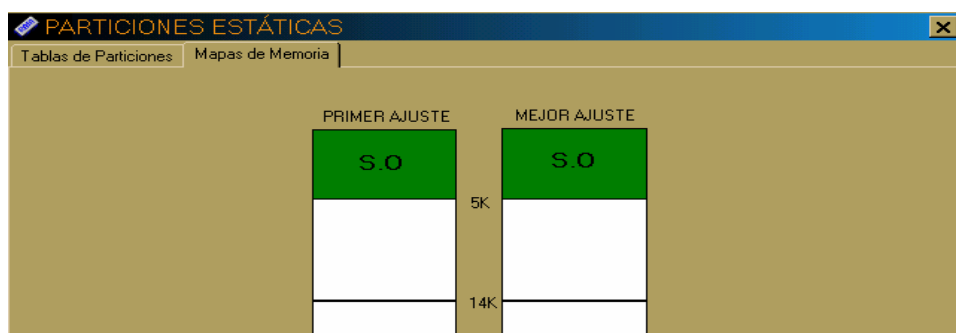 PARTICIONES ESTÁTICAS
Tablas de Particiones Mapas de Memoria
PRIMER AJUSTE MEJOR AJUSTE
S.O S.O
5K
14K